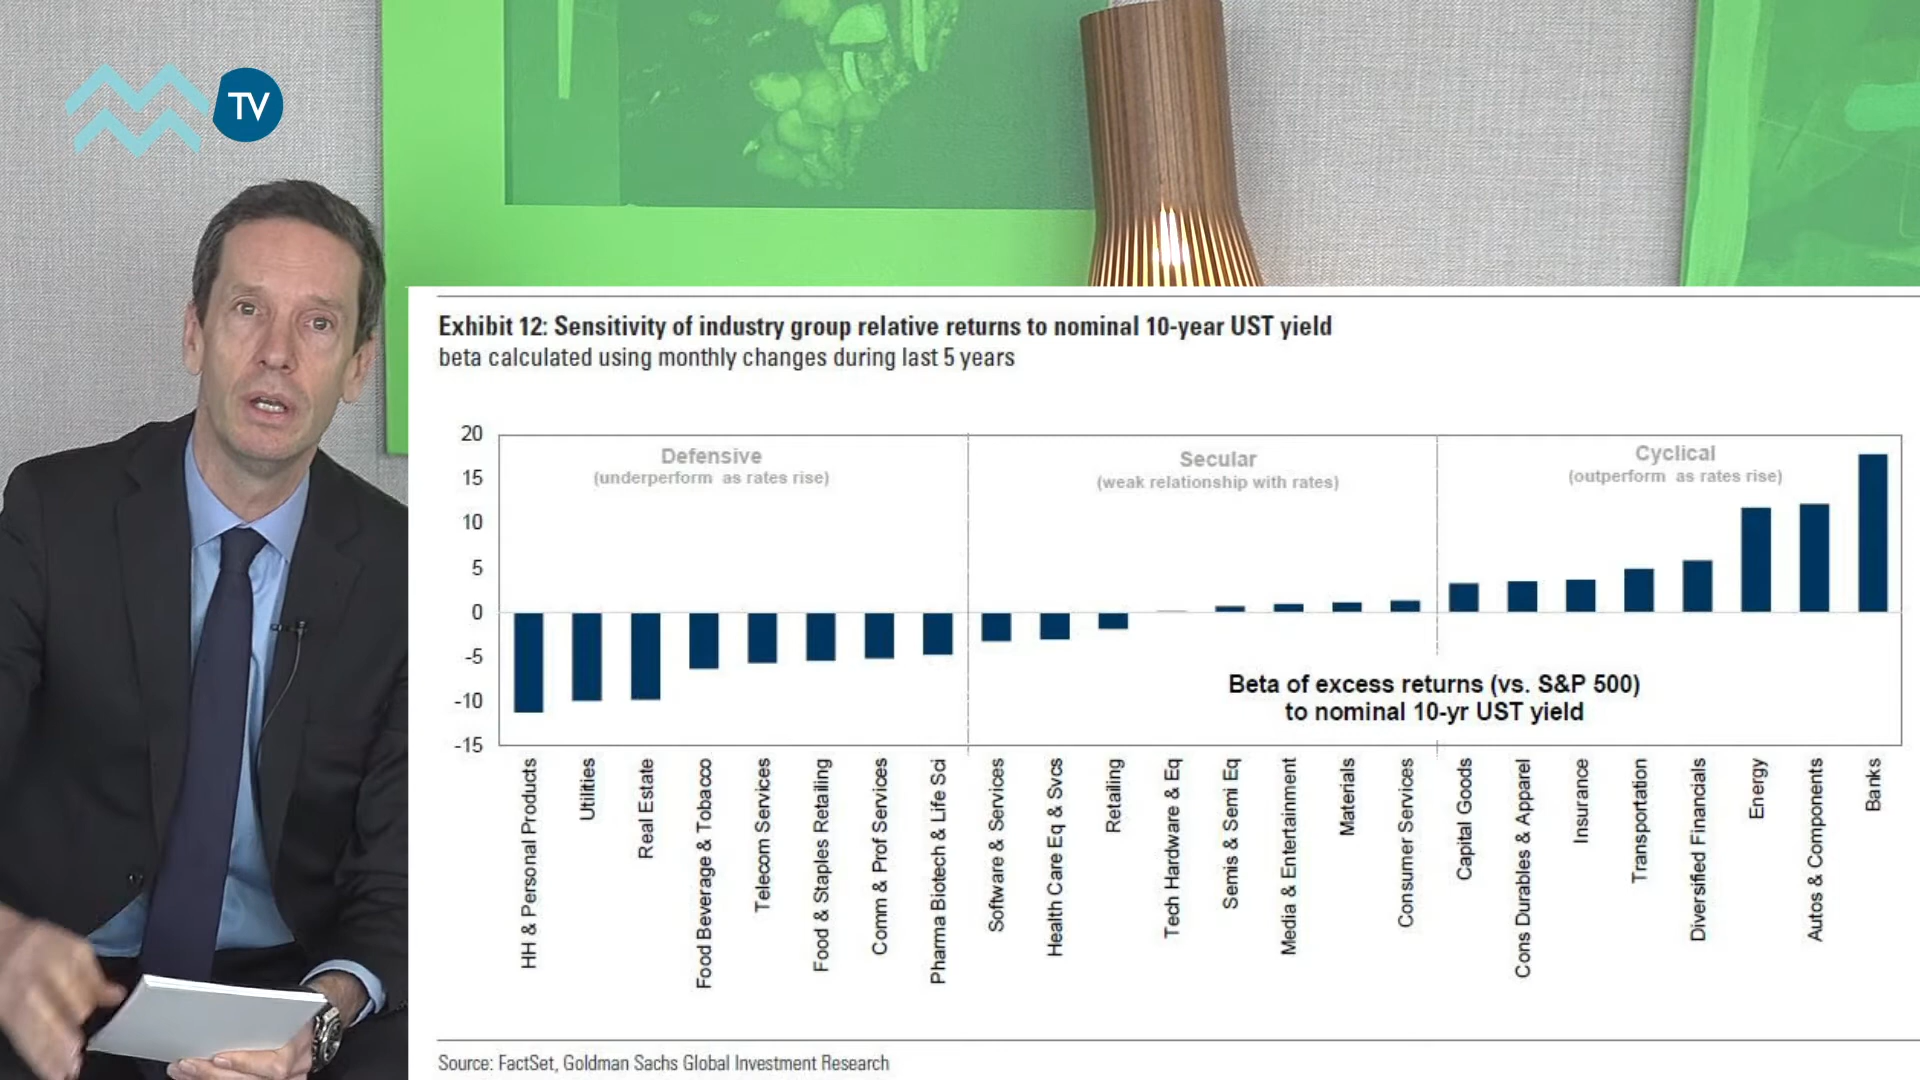 TV
Exhibit 12: Sensitivity of industry group relative returns to nominal 10-year UST yield
beta calculated using monthly changes during last 5 years
20
15
10
5
0
-5
-10
-15
Defensive
(underperform as rates rise)
Secular
(weak relationship with rates)
Cyclical
(outperform as rates rise)
Beta of excess returns (vs. S&P 500)
to nominal 10-yr UST yield
HH & Personal Products
Utilities
Real Estate
Food Beverage & Tobacco
Telecom Services
Food & Staples Retailing
Comm & Prof Services
Pharma Biotech & Life Sci
Software & Services
Health Care Eq & Svcs
Retailing
Tech Hardware & Eq
Semis & Semi Eq
Media & Entertainment
Materials
Consumer Services
Capital Goods
Cons Durables & Apparel
Insurance
Transportation
Diversified Financials
Energy
Autos & Components
Banks
Source: FactSet, Goldman Sachs Global Investment Research